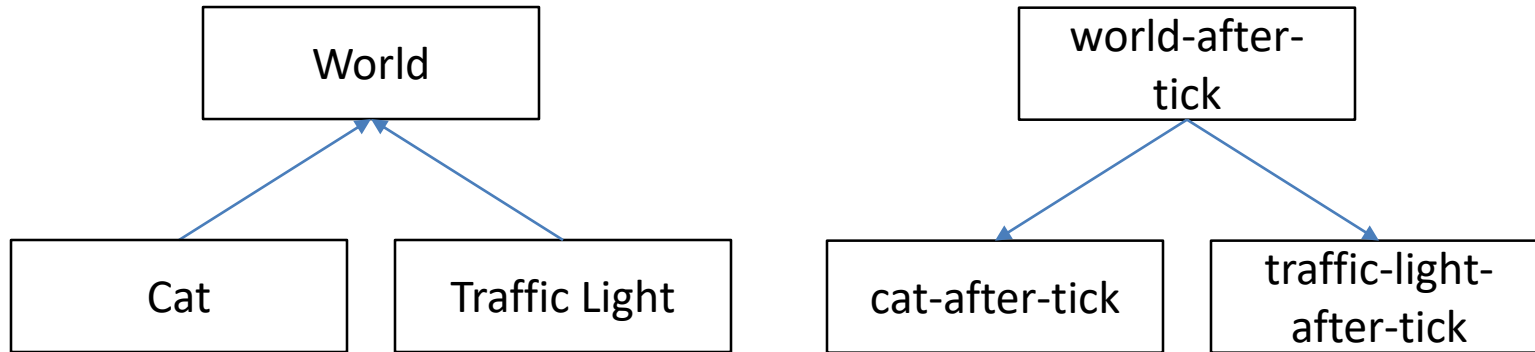 World
Cat
Traffic Light
world-after-
tick
cat-after-tick
traffic-light-
after-tick